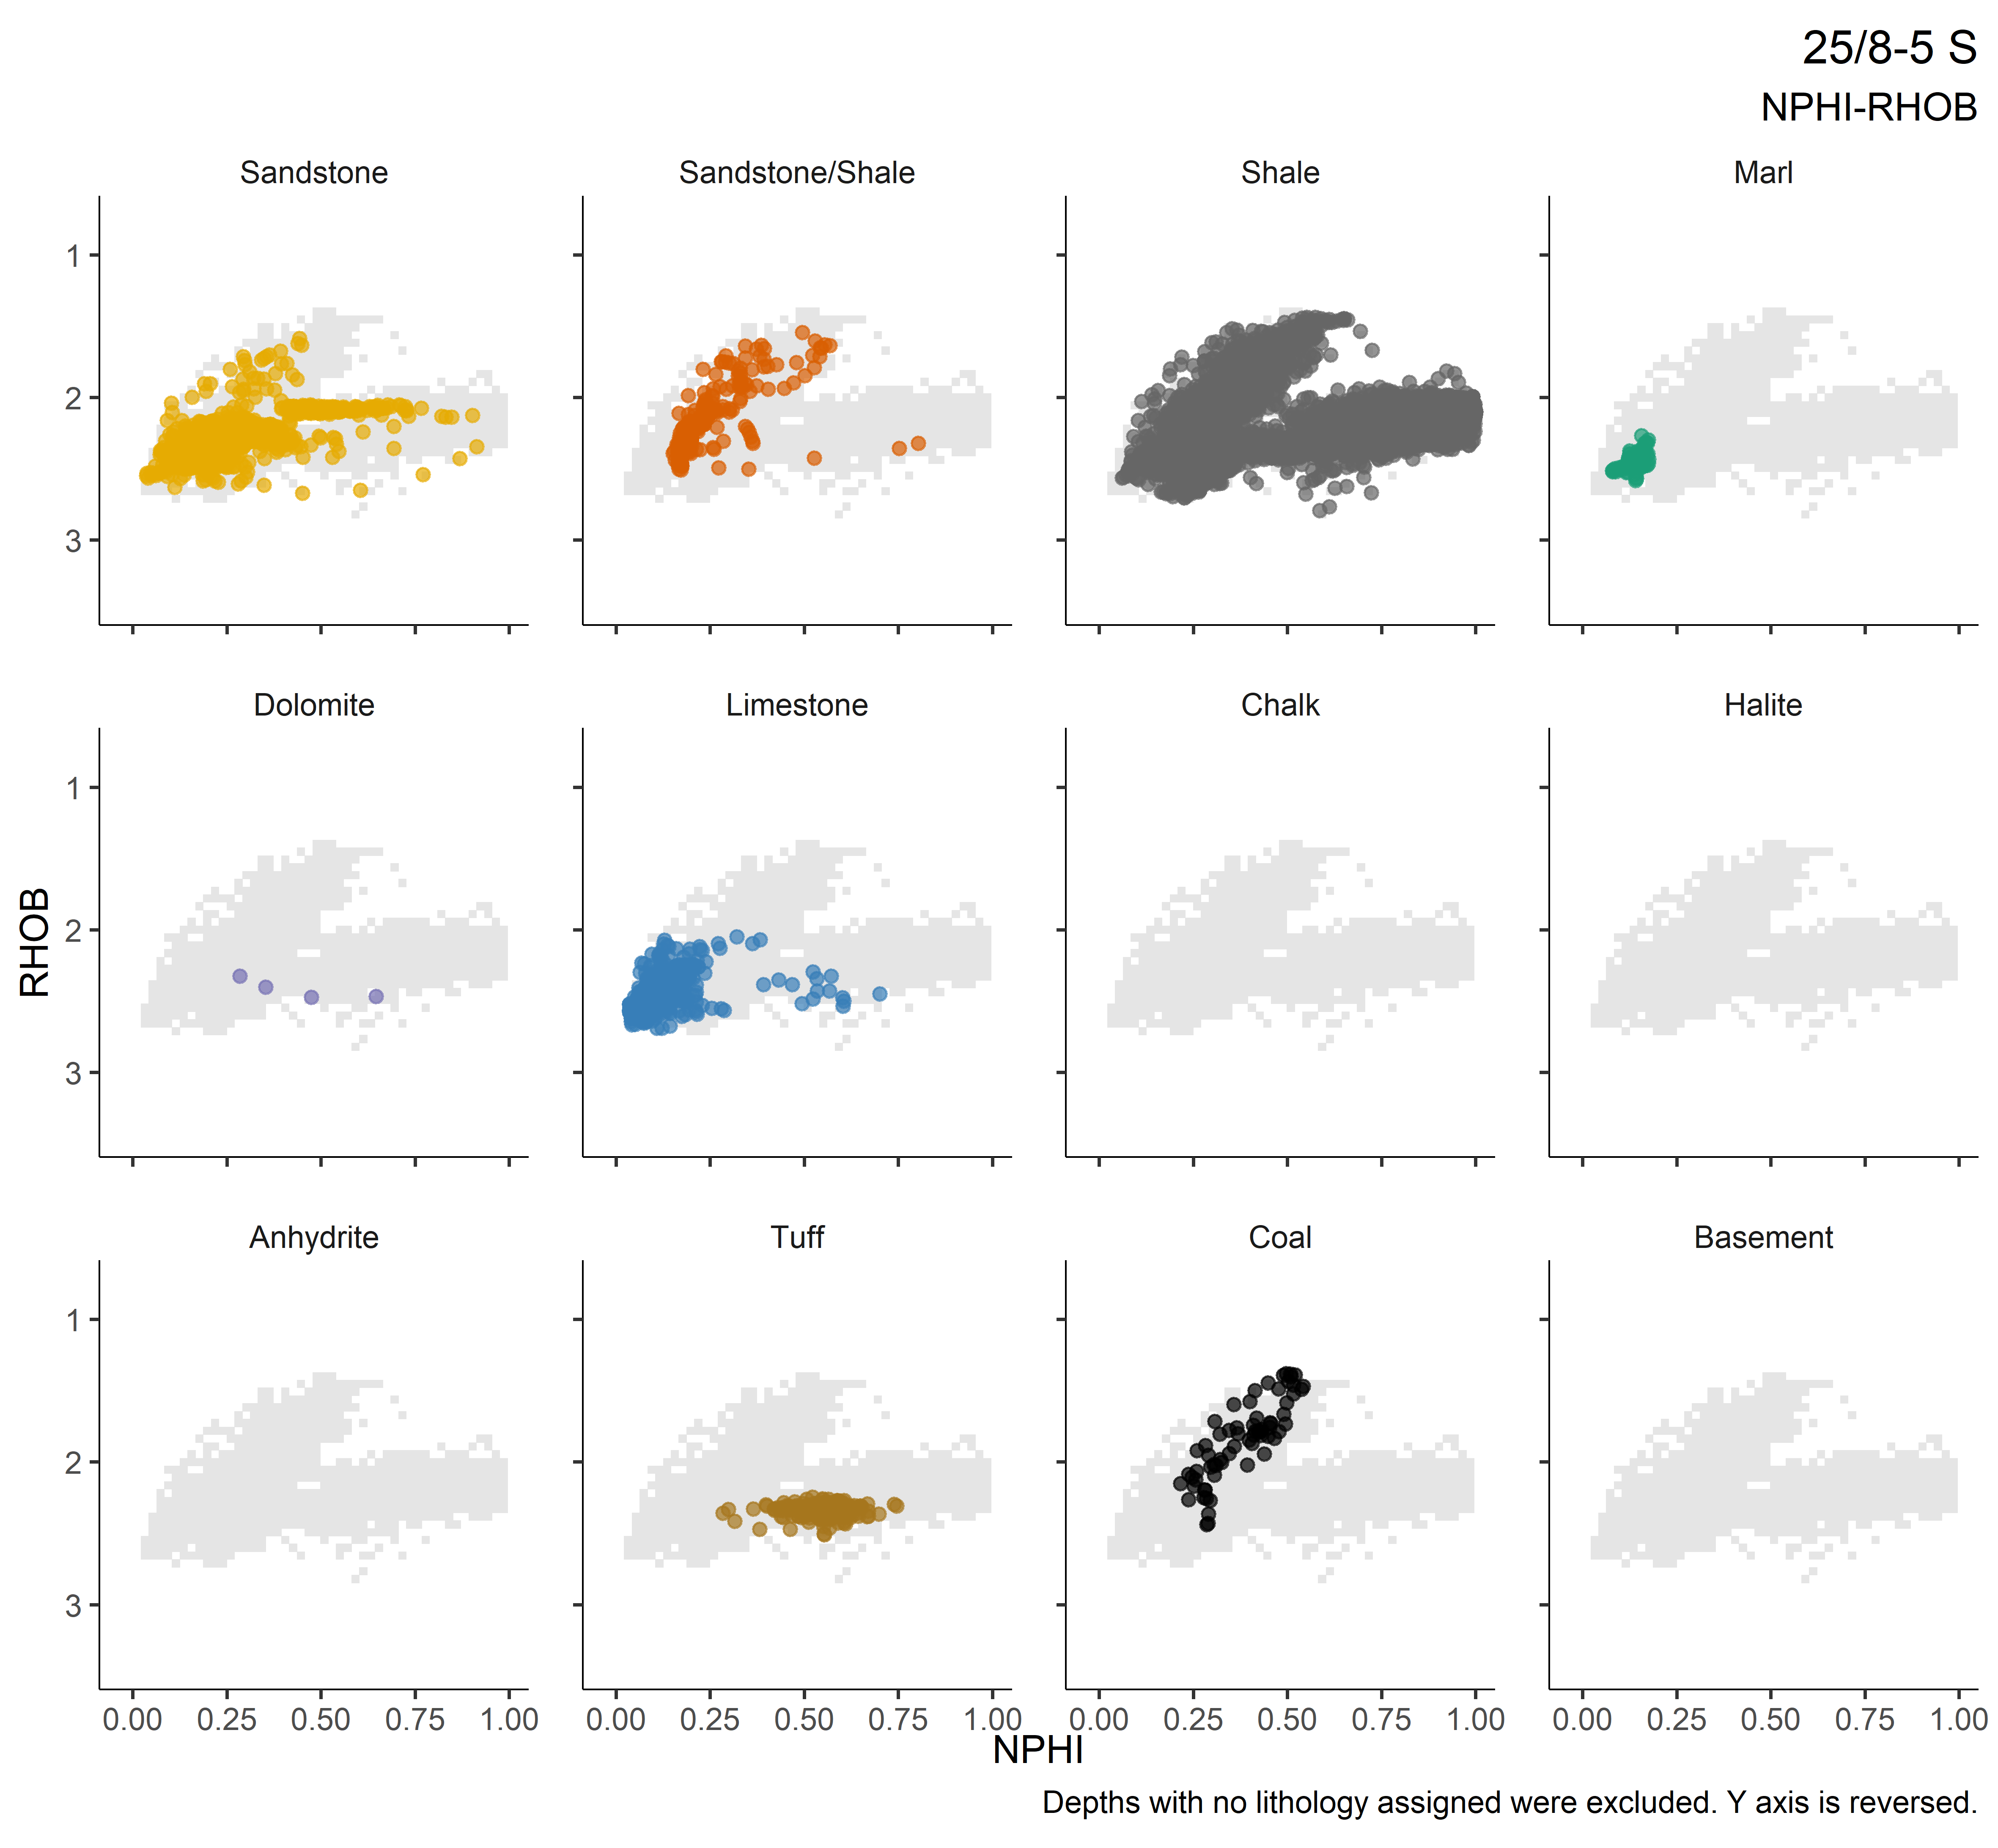 25/8-5 S
NPHI-RHOB
Sandstone Sandstone/Shale Shale Marl
1
2
3
Dolomite Limestone Chalk Halite
1
2
3
RHOB
Anhydrite Tuff Coal Basement
1
2
3
0.00 0.25 0.50 0.75 1.00 0.00 0.25 0.50 0.75 1.00 0.00 0.25 0.50 0.75 1.00 0.00 0.25 0.50 0.75 1.00
NPHI
Depths with no lithology assigned were excluded. Y axis is reversed.